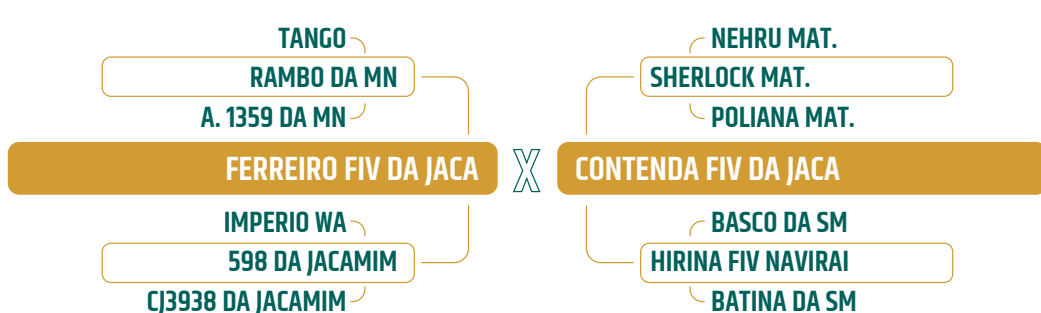 TANGO
RAMBO DA MN
A. 1359 DA MN
FERREIRO FIV DA JACA
IMPERIO WA
598 DA JACAMIM
CJ3938 DA JACAMIM
X
NEHRU MAT.
SHERLOCK MAT.
POLIANA MAT.
CONTENDA FIV DA JACA
BASCO DA SM
HIRINA FIV NAVIRAI
BATINA DA SM